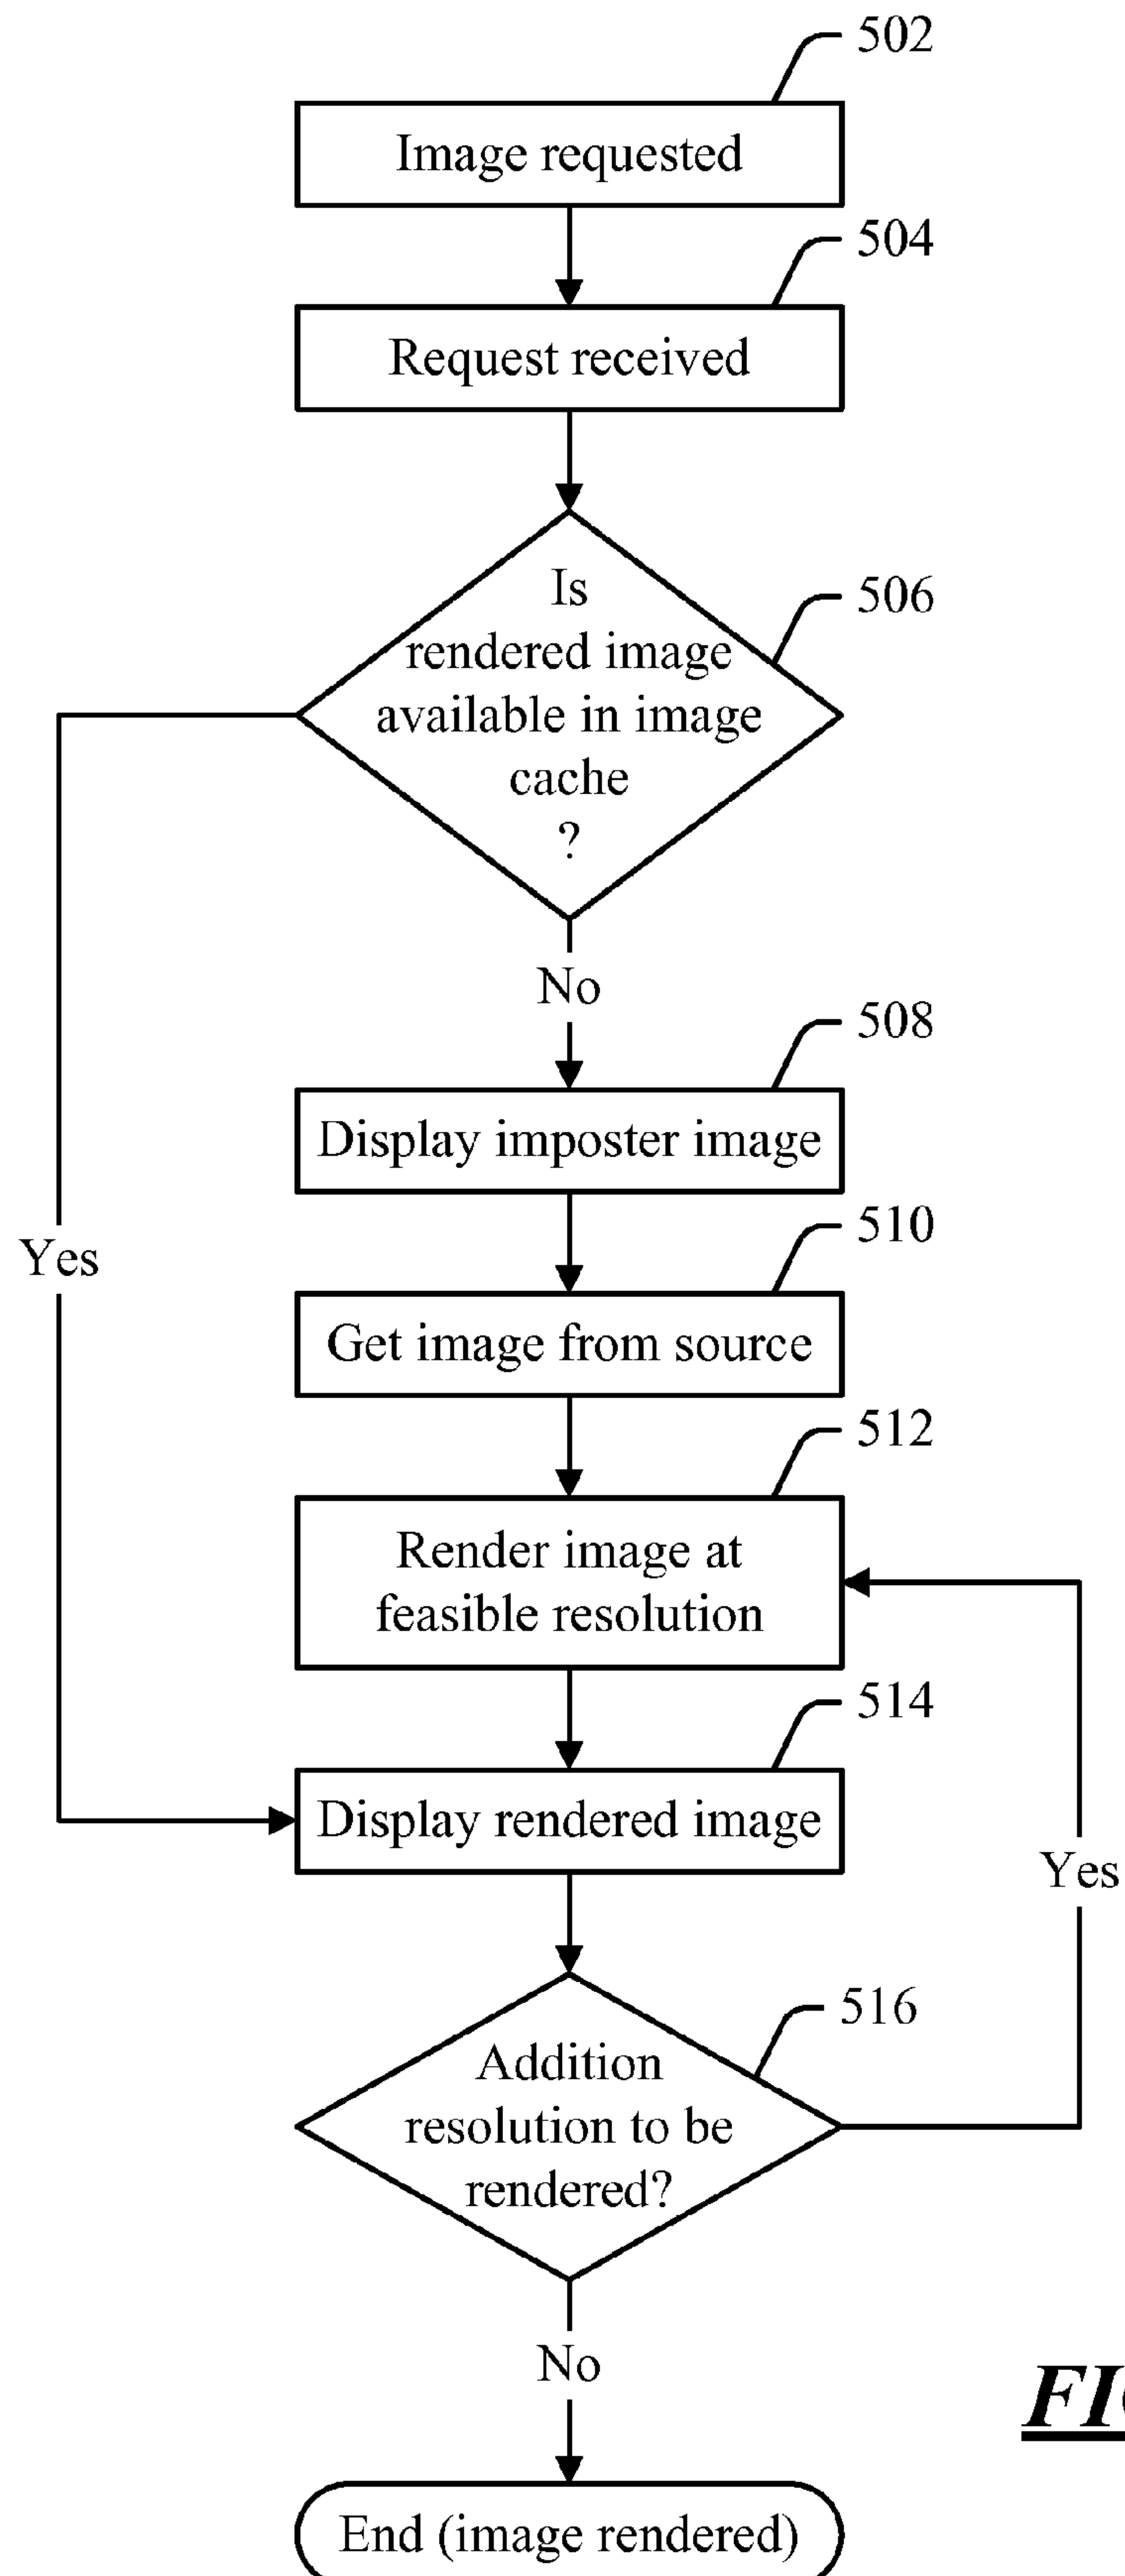 502
Image requested
504
Request received
506
Is
rendered image
available in image
cache
?
No
508
Display imposter image
Yes
510
Get image from source
512
Render image at
feasible resolution
514
Display rendered image
Yes
516
Addition
resolution to be
rendered?
No
End (image rendered)